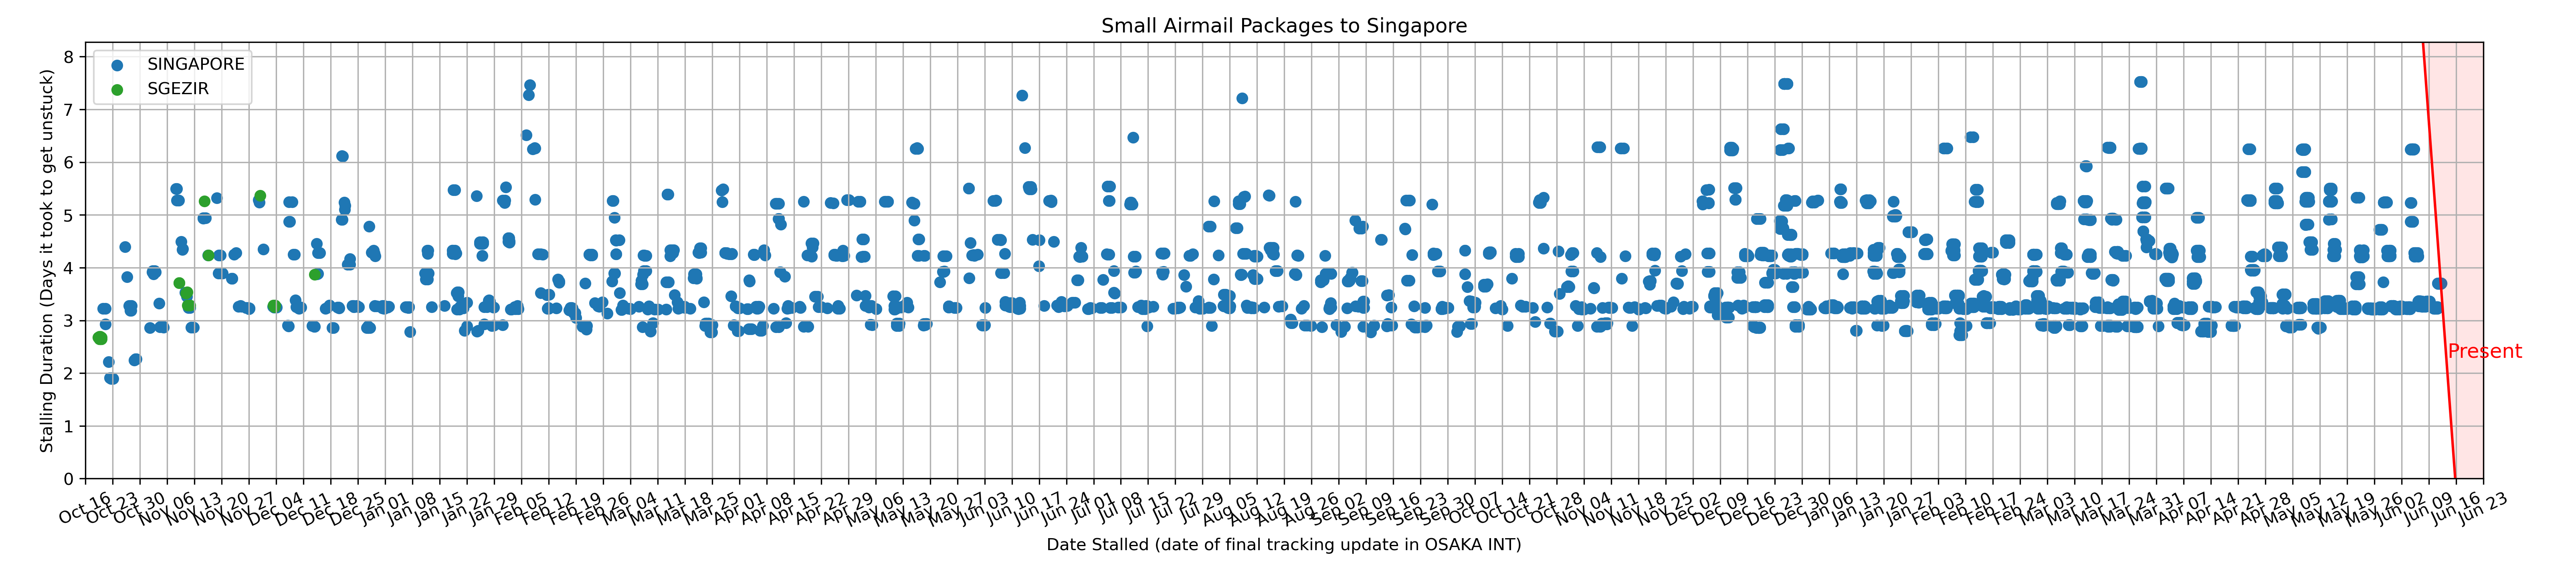 Small Airmail Packages to Singapore
SINGAPORE
SGEZIR
Stalling Duration (Days it took to get unstuck)
8
7
6
5
4
3
2
1
0
Present
Oct 16
Oct 23
Oct 30
Nov 06
Nov 13
Nov 20
Nov 27
Dec 04
Dec 11
Dec 18
Dec 25
Jan 01
Jan 08
Jan 15
Jan 22
Jan 29
Feb 05
Feb 12
Feb 19
Feb 26
Mar 04
Mar 11
Mar 18
Mar 25
Apr 01
Apr 08
Apr 15
Apr 22
Apr 29
May 06
May 13
May 20
May 27
Jun 03
Jun 10
Jun 17
Jun 24
Jul 01
Jul 08
Jul 15
Jul 22
Jul 29
Aug 05
Aug 12
Aug 19
Aug 26
Sep 02
Sep 09
Sep 16
Sep 23
Sep 30
Oct 07
Oct 14
Oct 21
Oct 28
Nov 04
Nov 11
Nov 18
Nov 25
Dec 02
Dec 09
Dec 16
Dec 23
Dec 30
Jan 06
Jan 13
Jan 20
Jan 27
Feb 03
Feb 10
Feb 17
Feb 24
Mar 03
Mar 10
Mar 17
Mar 24
Mar 31
Apr 07
Apr 14
Apr 21
Apr 28
May 05
May 12
May 19
May 26
Jun 02
Jun 09
Jun 16
Jun 23
Date Stalled (date of final tracking update in OSAKA INT)